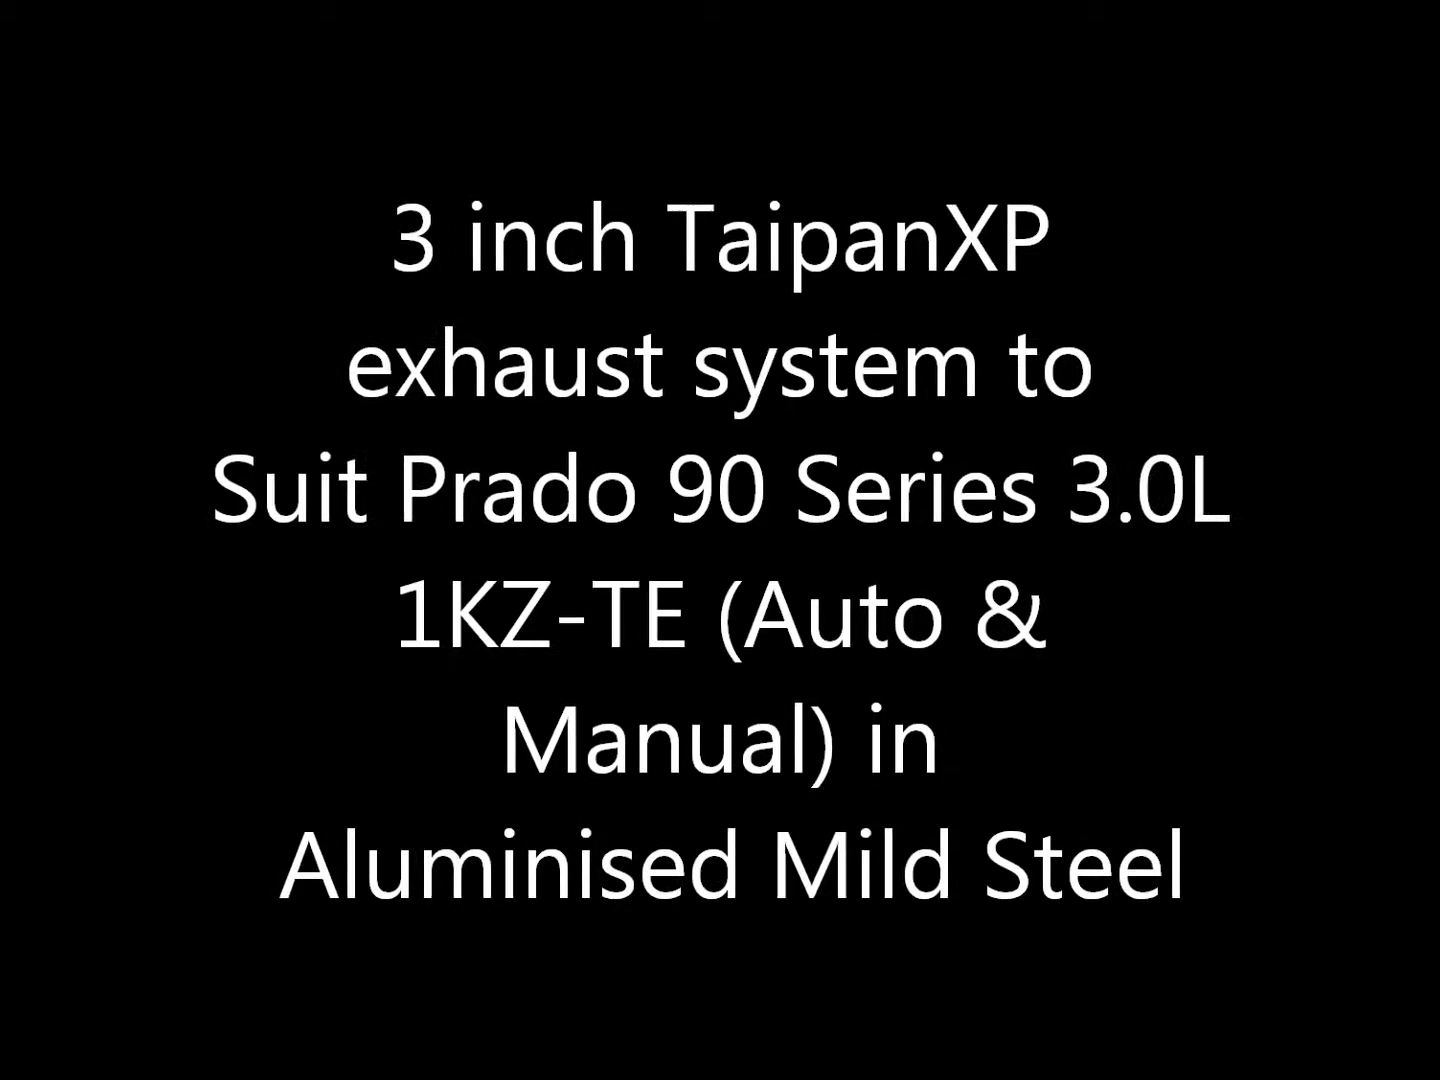 3 inch TaipanXP
exhaust system to
Suit Prado 90 Series 3.0L
1KZ-TE (Auto &
Manual) in
Aluminised Mild Steel